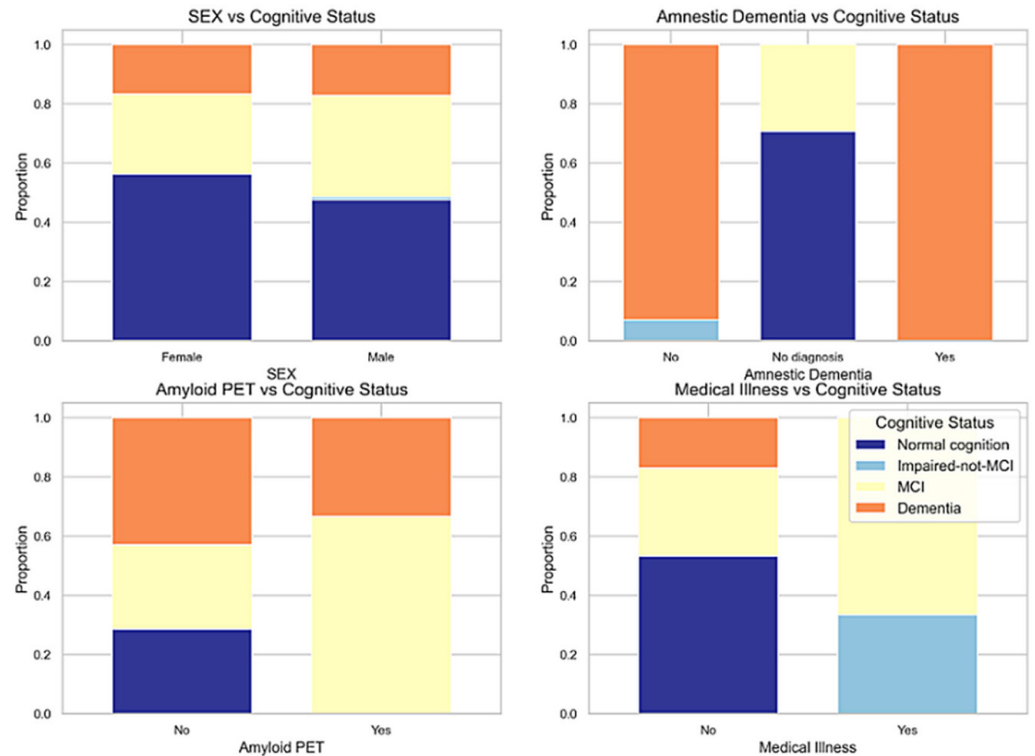 SEX vs Cognitive Status
1.0
0.8
0.6
0.4
0.2
0.0
Proportion
Female
Male
SEX
Amnestic Dementia vs Cognitive Status
1.0
0.8
0.6
0.4
0.2
0.0
Proportion
No
No diagnosis
Yes
Amnestic Dementia
Amyloid PET vs Cognitive Status
1.0
0.8
0.6
0.4
0.2
0.0
Proportion
No
Yes
Amyloid PET
Medical Illness vs Cognitive Status
1.0
0.8
0.6
0.4
0.2
0.0
Proportion
Cognitive Status
Normal cognition
Impaired-not-MCI
MCI
Dementia
No
Yes
Medical Illness